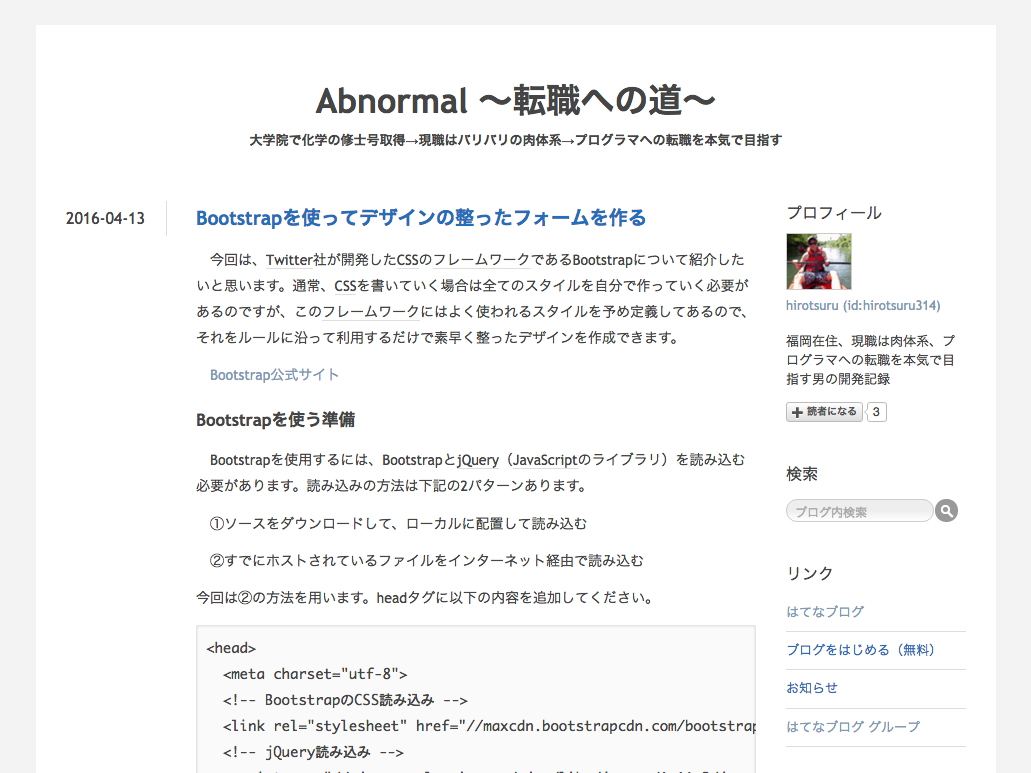 Abnormal 〜転職への道〜
大学院で化学の修士号取得→現職はバリバリの肉体系→プログラマへの転職を本気で目指す
2016-04-13
Bootstrapを使ってデザインの整ったフォームを作る
今回は、Twitter社が開発したCSSのフレームワークであるBootstrapについて紹介した
いと思います。通常、CSSを書いていく場合は全てのスタイルを自分で作っていく必要が
あるのですが、このフレームワークにはよく使われるスタイルを予め定義してあるので、
それをルールに沿って利用するだけで素早く整ったデザインを作成できます。
Bootstrap公式サイト
Bootstrapを使う準備
Bootstrapを使用するには、BootstrapとjQuery（JavaScriptのライブラリ）を読み込む
必要があります。読み込みの方法は下記の2パターンあります。
①ソースをダウンロードして、ローカルに配置して読み込む
②すでにホストされているファイルをインターネット経由で読み込む
今回は②の方法を用います。headタグに以下の内容を追加してください。
<head>
<meta charset="utf-8">
<!-- BootstrapのCSS読み込み -->
<link rel="stylesheet" href="//maxcdn.bootstrapcdn.com/bootstrap
<!-- jQuery読み込み -->
プロフィール
hirotsuru (id:hirotsuru314)
福岡在住、現職は肉体系、プ
ログラマへの転職を本気で目
指す男の開発記録
読者になる 3
検索
ブログ内検索
リンク
はてなブログ
ブログをはじめる（無料）
お知らせ
はてなブログ グループ